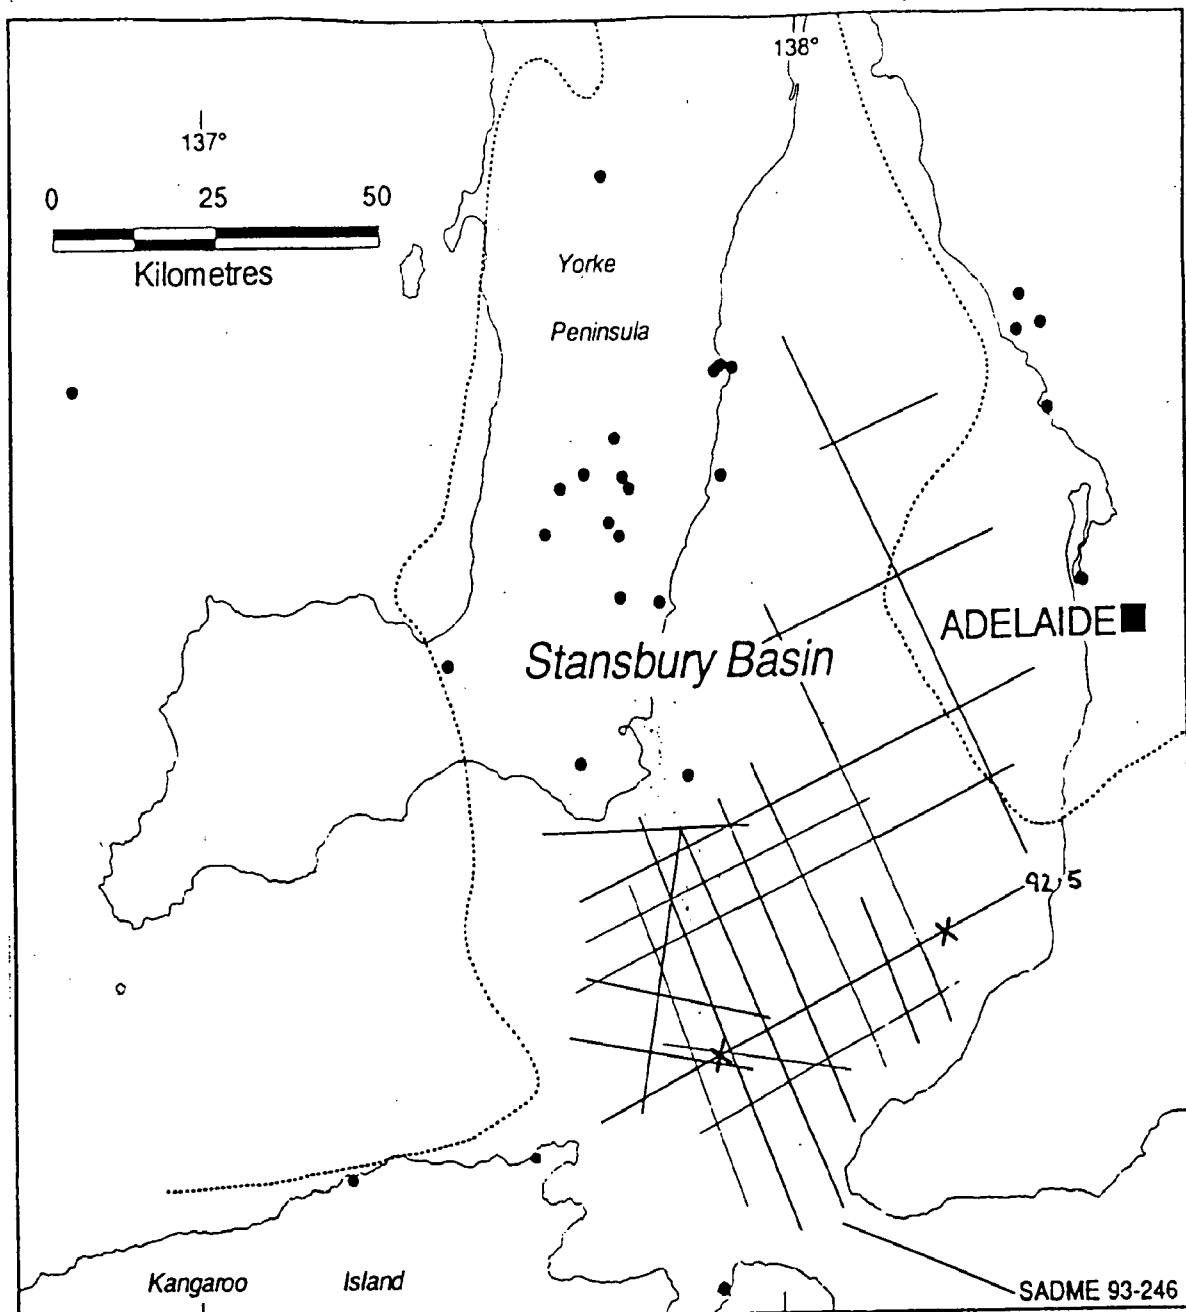 138°
137°
0 25 50
Kilometres
Yorke
Peninsula
ADELAIDE
Stansbury Basin
92.5
Kangaroo Island
SADME 93-246